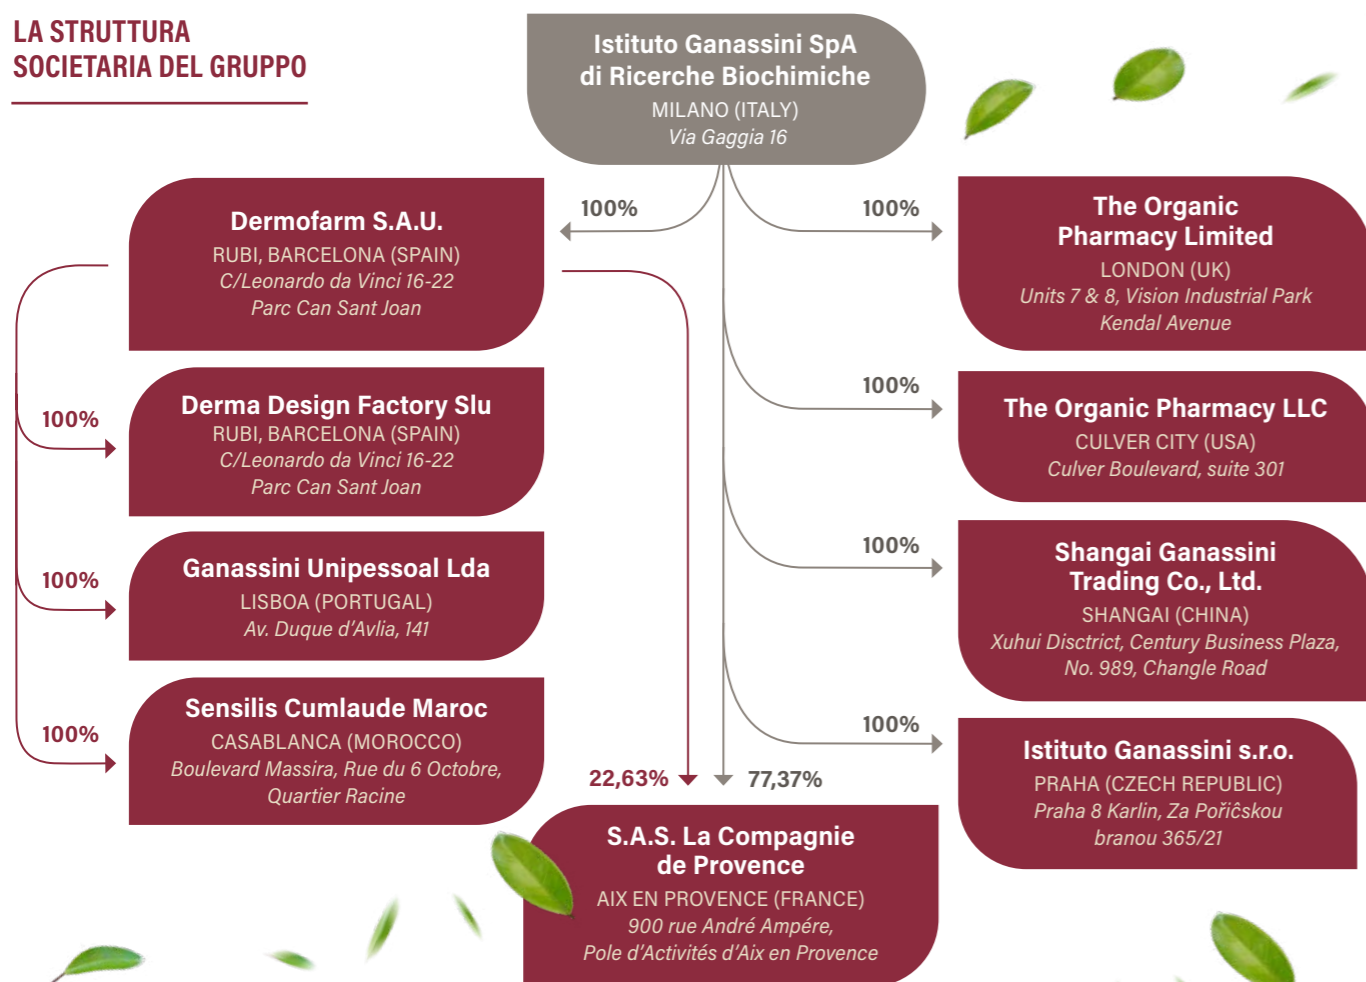 LA STRUTTURA
SOCIETARIA DEL GRUPPO
Istituto Ganassini SpA
di Ricerche Biochimiche
MILANO (ITALY)
Via Gaggia 16
100%
Dermofarm S.A.U.
RUBI, BARCELONA (SPAIN)
C/Leonardo da Vinci 16-22
Parc Can Sant Joan
100%
Derma Design Factory Slu
RUBI, BARCELONA (SPAIN)
C/Leonardo da Vinci 16-22
Parc Can Sant Joan
100%
Ganassini Unipessoal Lda
LISBOA (PORTUGAL)
Av. Duque d'Avlia, 141
100%
Sensilis Cumlaude Maroc
CASABLANCA (MOROCCO)
Boulevard Massira, Rue du 6 Octobre,
Quartier Racine
100%
The Organic
Pharmacy Limited
LONDON (UK)
Units 7 & 8, Vision Industrial Park
Kendal Avenue
100%
The Organic Pharmacy LLC
CULVER CITY (USA)
Culver Boulevard, suite 301
100%
Shangai Ganassini
Trading Co., Ltd.
SHANGAI (CHINA)
Xuhui Disctrict, Century Business Plaza,
No. 989, Changle Road
100%
Istituto Ganassini s.r.o.
PRAHA (CZECH REPUBLIC)
Praha 8 Karlin, Za Pořiĉskou
branou 365/21
22,63%
77,37%
S.A.S. La Compagnie
de Provence
AIX EN PROVENCE (FRANCE)
900 rue André Ampére,
Pole d'Activités d'Aix en Provence